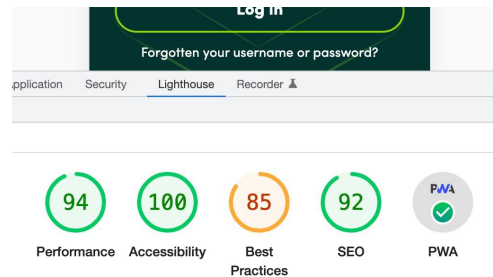 Log in
Forgotten your username or password?
Application Security Lighthouse Recorder
94 100 85 92 PWA
Performance Accessibility Best Practices SEO PWA